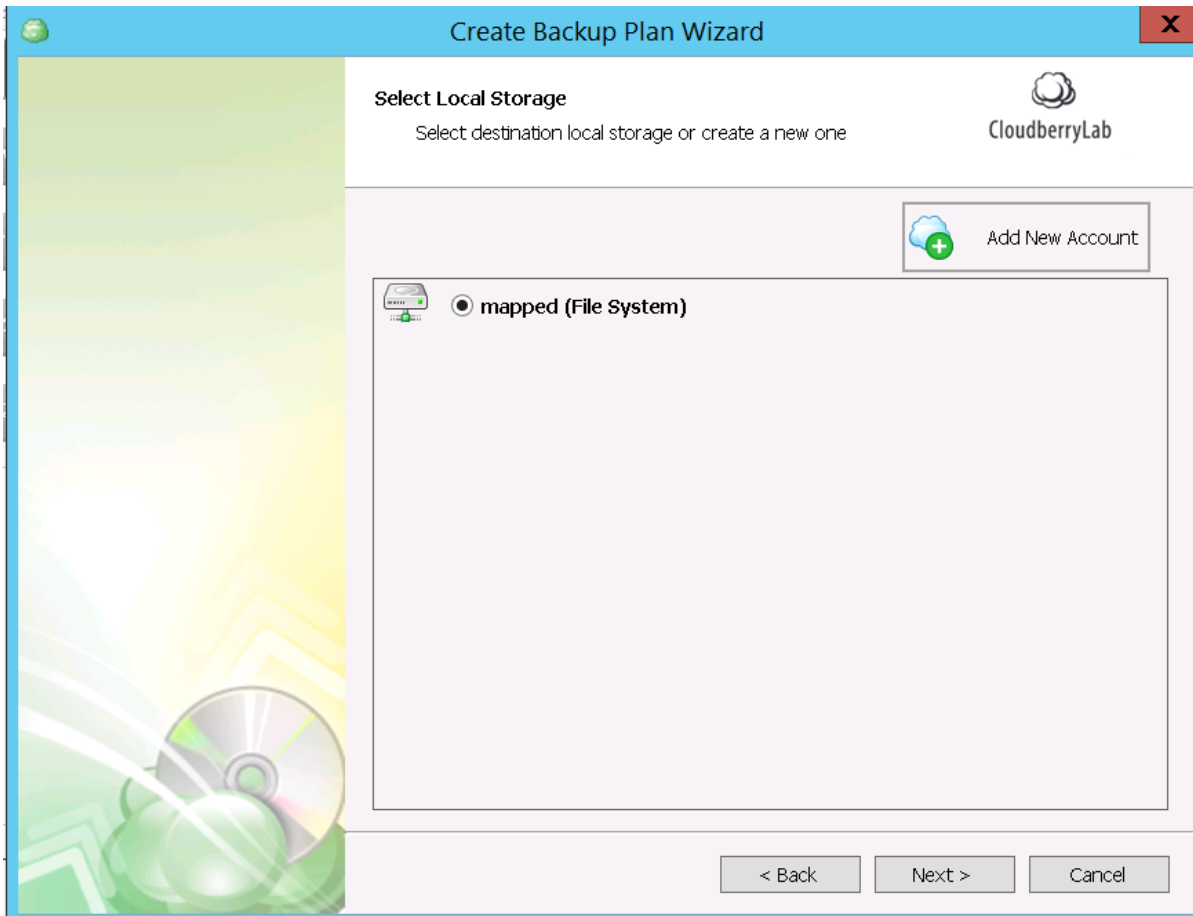 Create Backup Plan Wizard
X
Select Local Storage
Select destination local storage or create a new one
CloudberryLab
Add New Account
mapped (File System)
< Back
Next >
Cancel